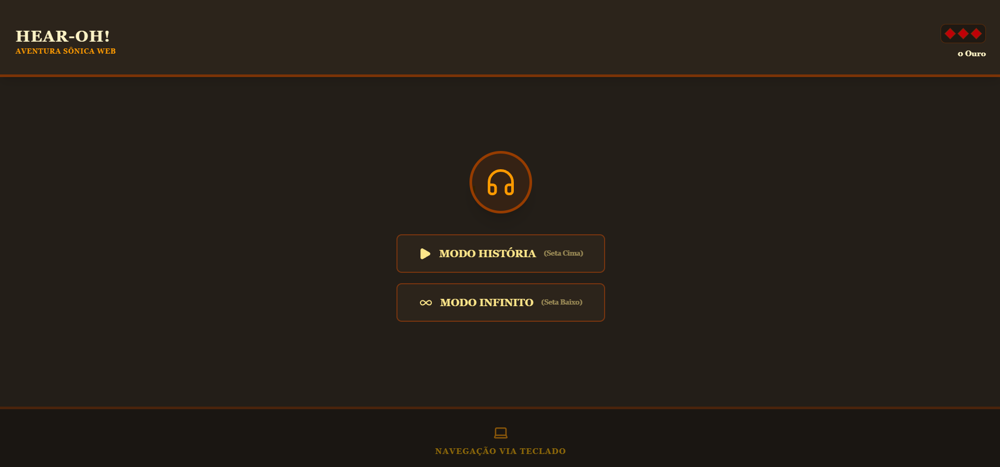 HEAR-OH!
AVENTURA SÔNICA WEB
0 Ouro
MODO HISTÓRIA (Seta Cima)
MODO INFINITO (Seta Baixo)
NAVEGAÇÃO VIA TECLADO